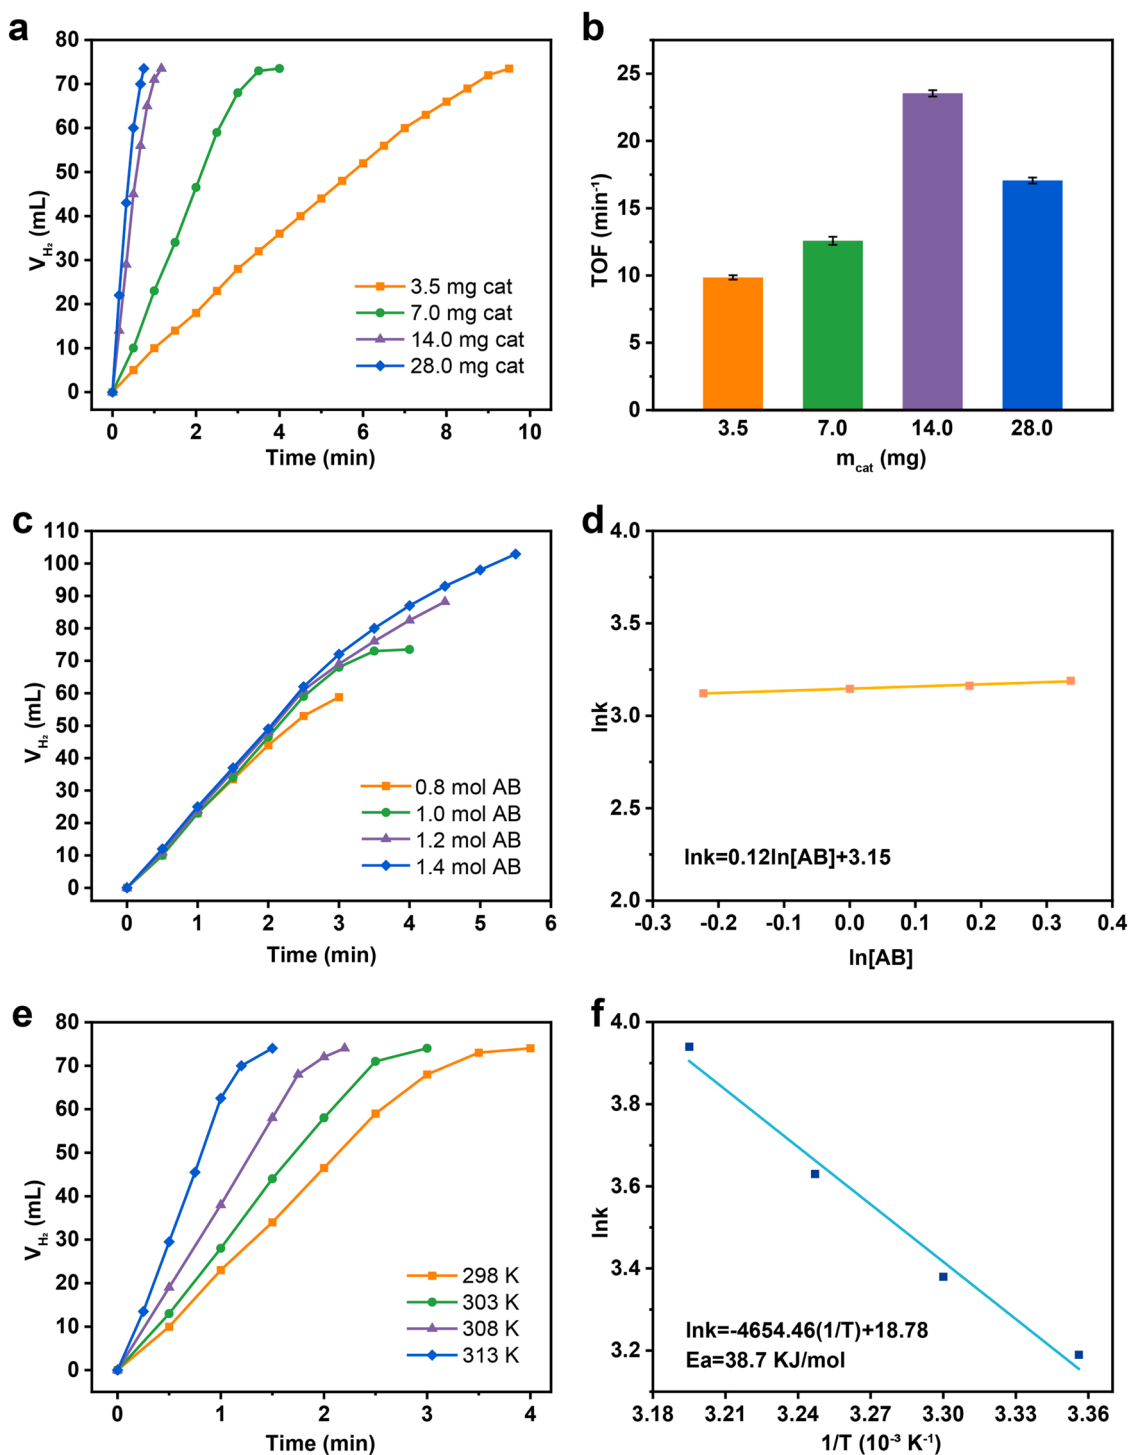 a
80
70
60
50
40
30
20
10
0
V_H₂ (mL)
3.5 mg cat
7.0 mg cat
14.0 mg cat
28.0 mg cat
0 2 4 6 8 10
Time (min)
b
25
20
15
10
5
0
TOF (min⁻¹)
3.5 7.0 14.0 28.0
m_cat (mg)
c
110
100
90
80
70
60
50
40
30
20
10
0
V_H₂ (mL)
0.8 mol AB
1.0 mol AB
1.2 mol AB
1.4 mol AB
0 1 2 3 4 5 6
Time (min)
d
4.0
3.5
3.0
2.5
2.0
lnk
lnk=0.12ln[AB]+3.15
-0.3 -0.2 -0.1 0.0 0.1 0.2 0.3 0.4
ln[AB]
e
80
70
60
50
40
30
20
10
0
V_H₂ (mL)
298 K
303 K
308 K
313 K
0 1 2 3 4
Time (min)
f
4.0
3.8
3.6
3.4
3.2
lnk
lnk=-4654.46(1/T)+18.78
Ea=38.7 KJ/mol
3.18 3.21 3.24 3.27 3.30 3.33 3.36
1/T (10⁻³ K⁻¹)